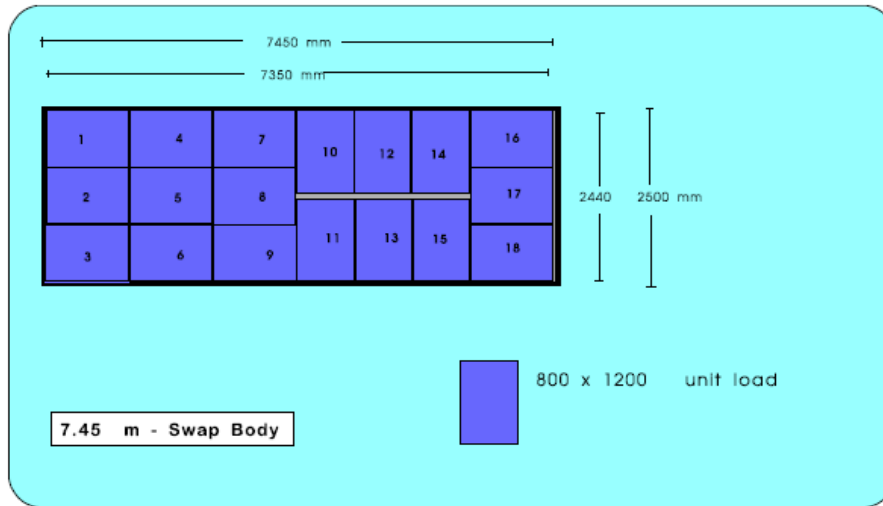 7450 mm
7350 mm
1 4 7 10 12 14 16
2 5 8 17
3 6 9 11 13 15 18
2440 2500 mm
800 x 1200 unit load
7.45 m - Swap Body